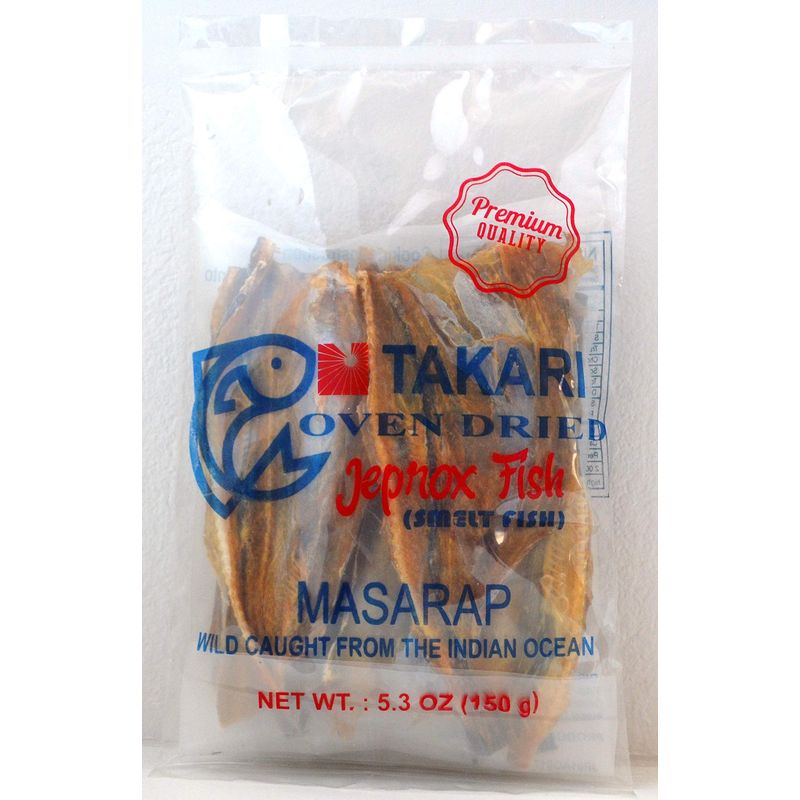 Premium
QUALITY
TAKARI
OVEN DRIED
Jeprox Fish
(SMELT FISH)
MASARAP
WILD CAUGHT FROM THE INDIAN OCEAN
NET WT. : 5.3 OZ (150 g)